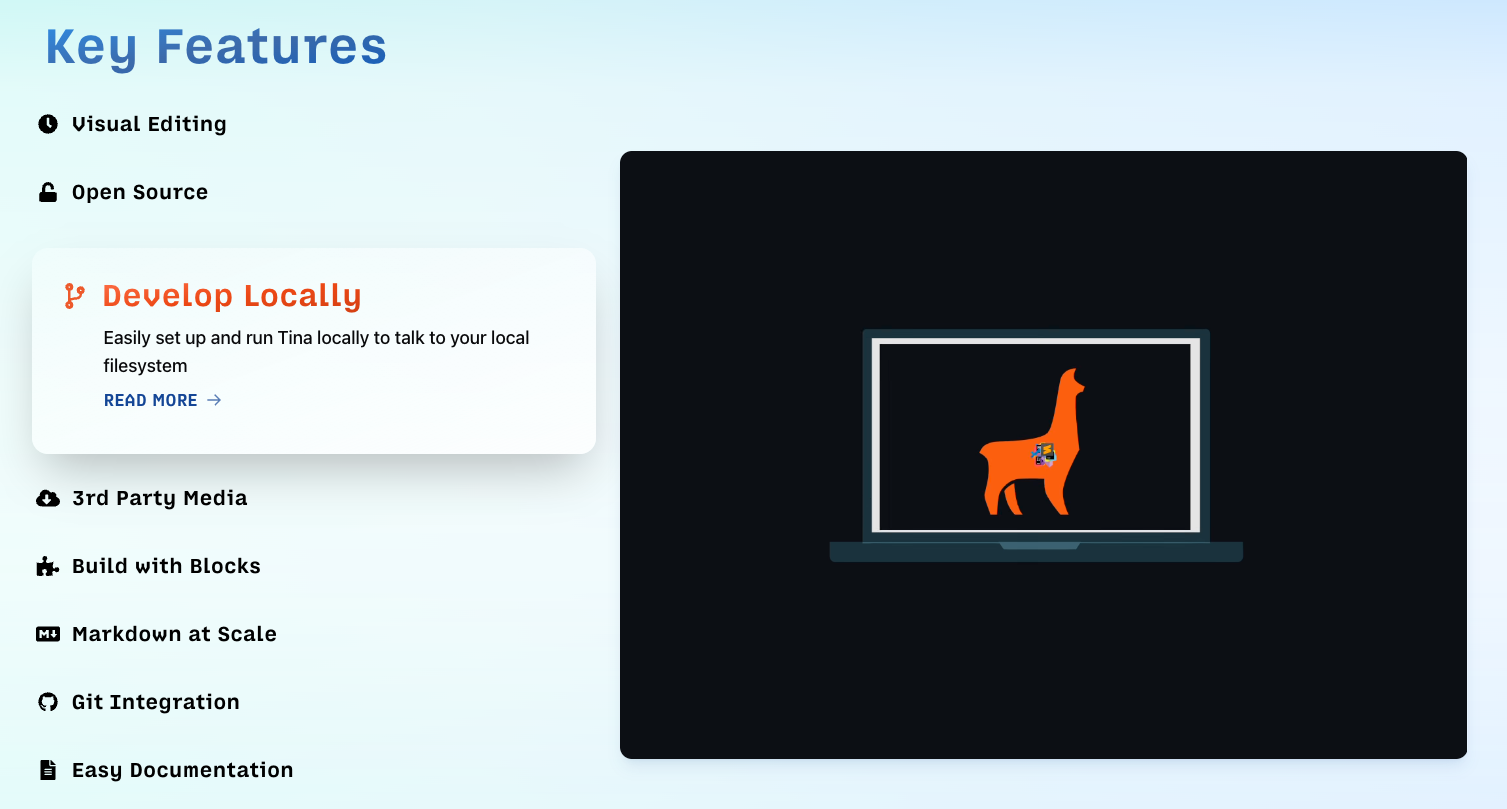 Key Features
Visual Editing
Open Source
Develop Locally
Easily set up and run Tina locally to talk to your local
filesystem
READ MORE
3rd Party Media
Build with Blocks
Markdown at Scale
Git Integration
Easy Documentation